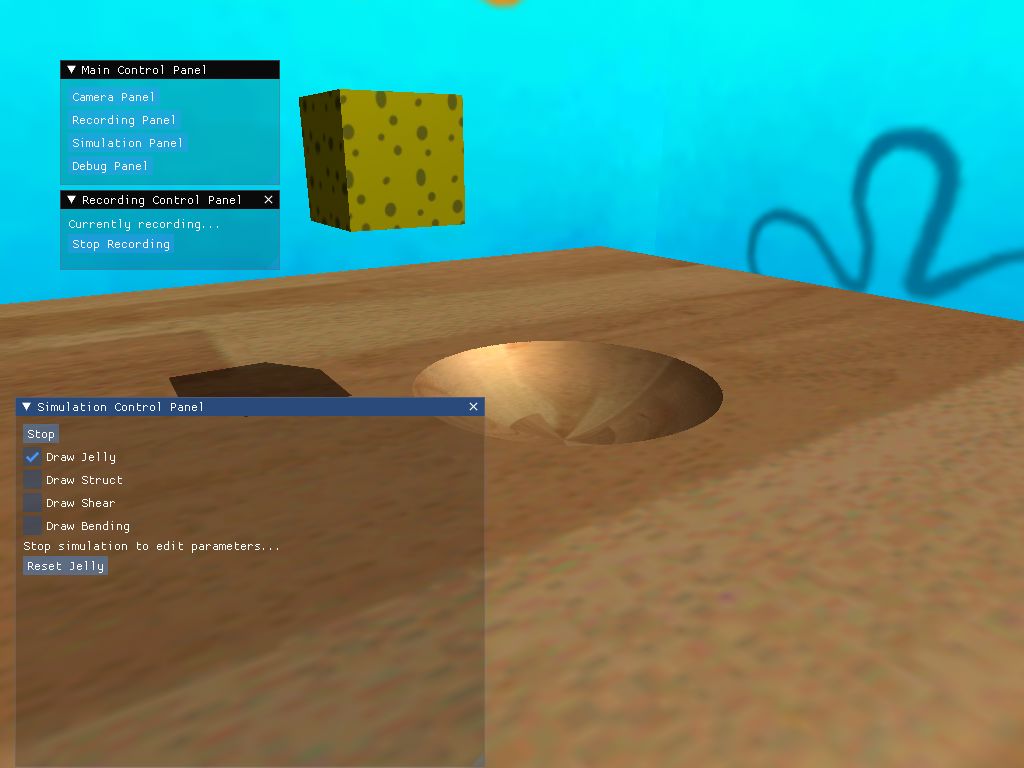 Main Control Panel
Camera Panel
Recording Panel
Simulation Panel
Debug Panel
Recording Control Panel
Currently recording...
Stop Recording
Simulation Control Panel
Stop
Draw Jelly
Draw Struct
Draw Shear
Draw Bending
Stop simulation to edit parameters...
Reset Jelly